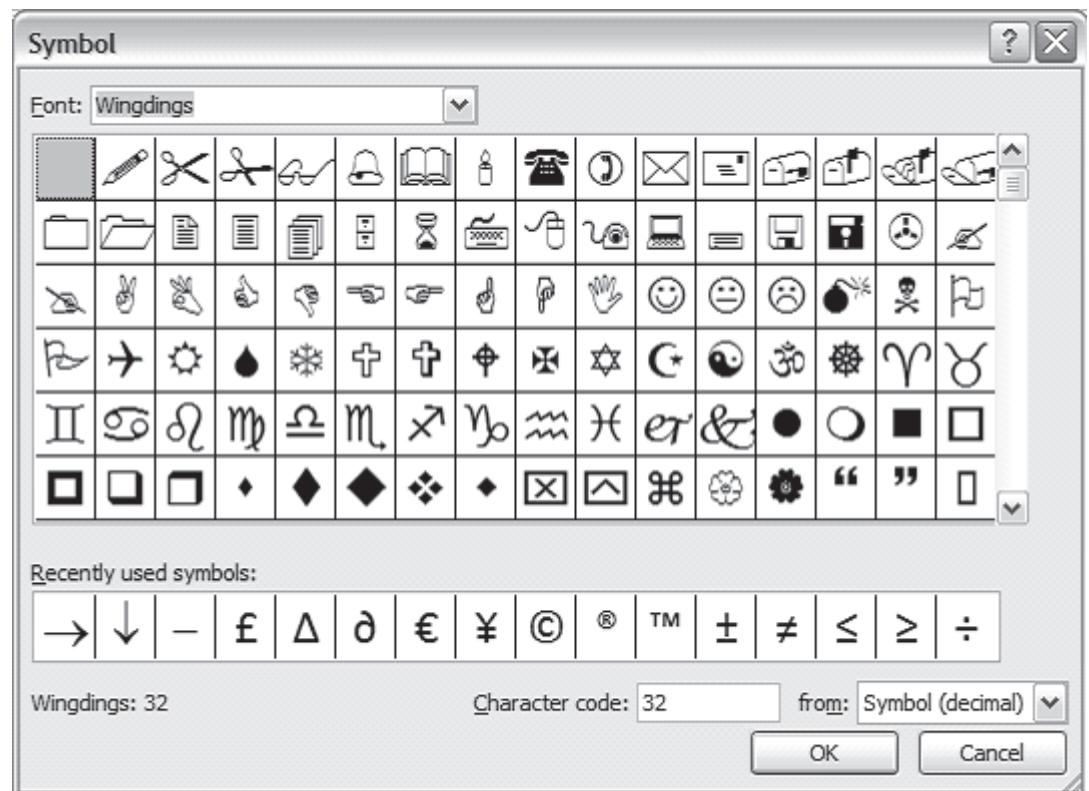 Symbol
Font: Wingdings
Recently used symbols:
→ ↓ – £ Δ ∂ € ¥ © ® ™ ± ≠ ≤ ≥ ÷
Wingdings: 32 Character code: 32 from: Symbol (decimal)
OK Cancel